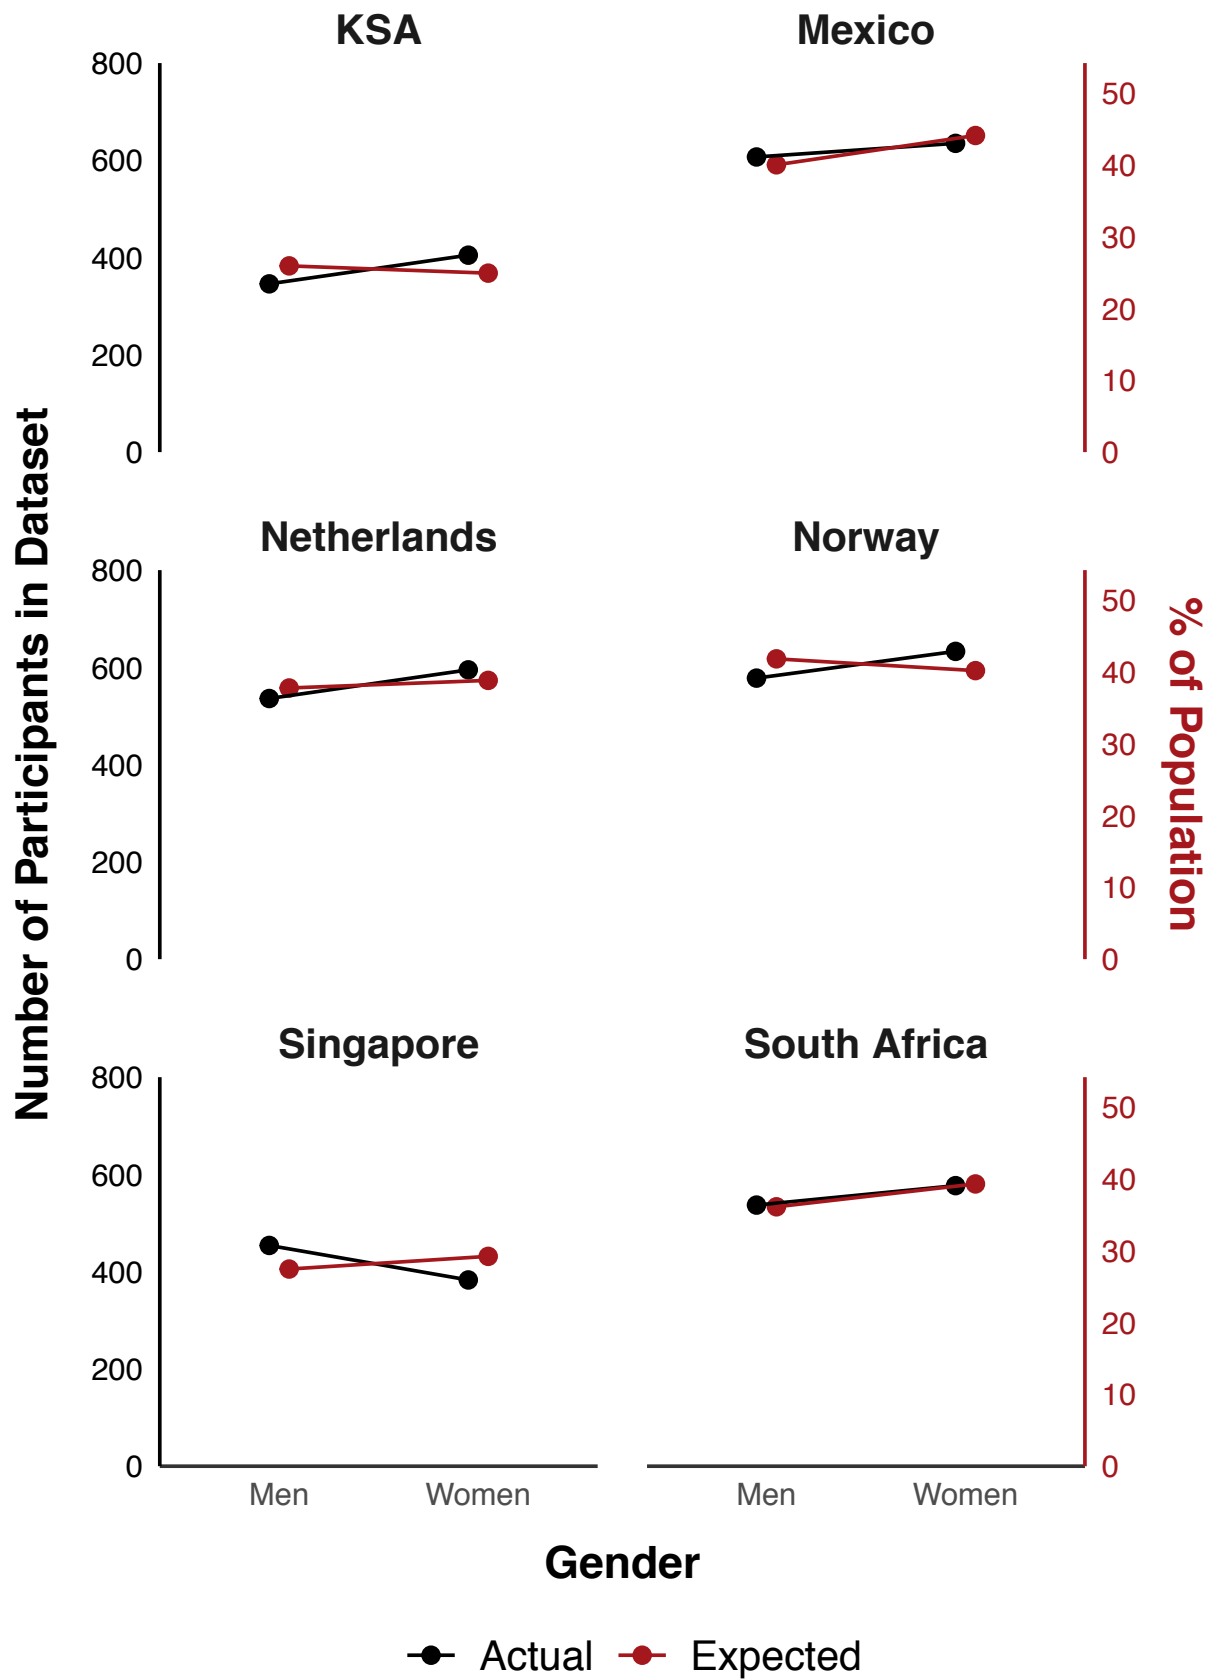 KSA
Mexico
800
600
400
200
0
50
40
30
20
10
0
Netherlands
Norway
800
600
400
200
0
50
40
30
20
10
0
Singapore
South Africa
800
600
400
200
0
50
40
30
20
10
0
Men
Women
Men
Women
Number of Participants in Dataset
% of Population
Gender
Actual
Expected